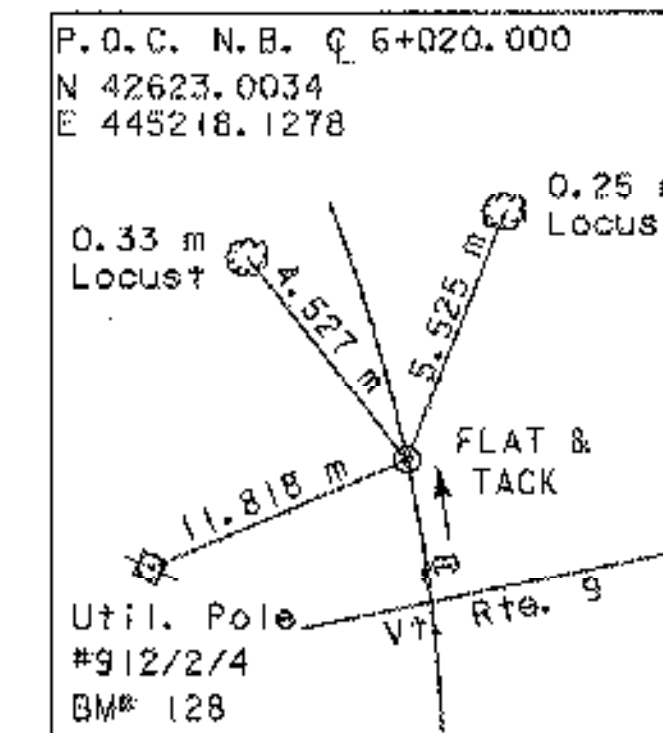 P.O.C. N.B. ℄ 6+020.000
N 42623.0034
E 445218.1278
0.33 m
Locust
0.25
Locus
4.527 m
5.525 m
FLAT &
TACK
11.818 m
Util. Pole
#912/2/4
BM# 128
Vt. Rte. 9